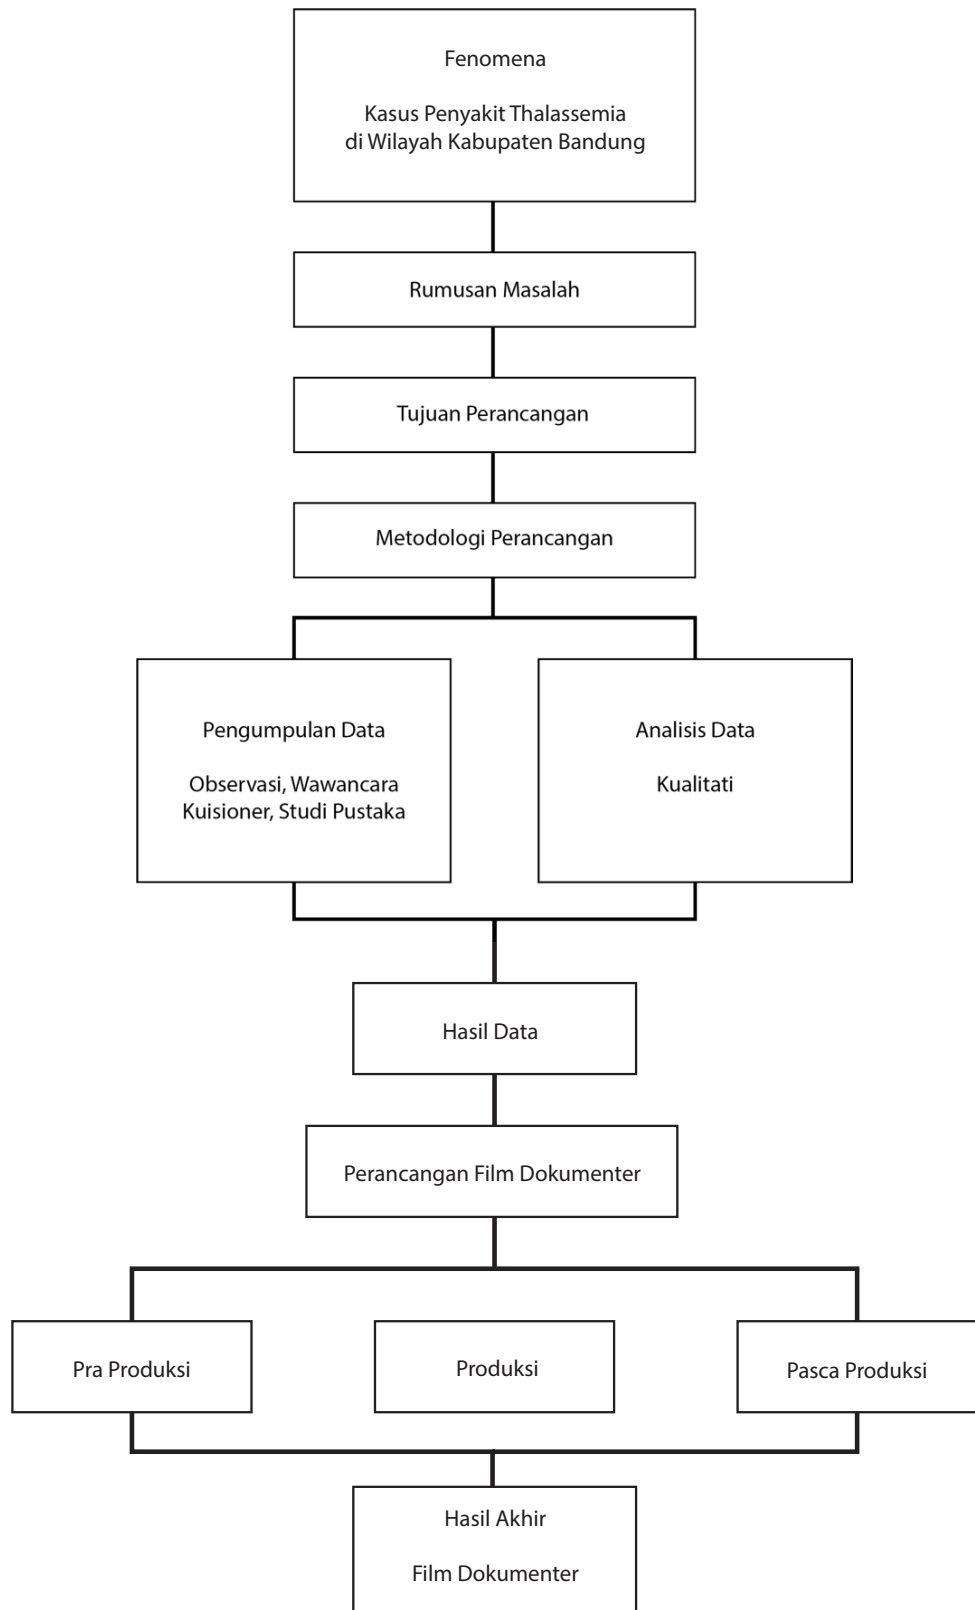 Fenomena
Kasus Penyakit Thalassemia
di Wilayah Kabupaten Bandung
Rumusan Masalah
Tujuan Perancangan
Metodologi Perancangan
Pengumpulan Data
Observasi, Wawancara
Kuisioner, Studi Pustaka
Analisis Data
Kualitati
Hasil Data
Perancangan Film Dokumenter
Pra Produksi
Produksi
Pasca Produksi
Hasil Akhir
Film Dokumenter